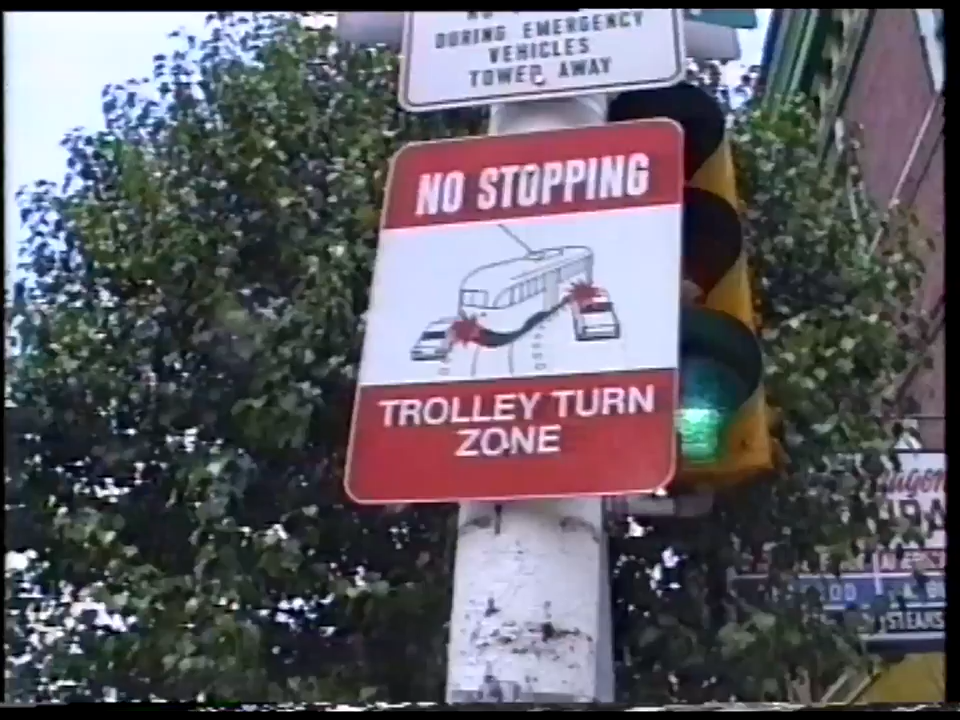 DURING EMERGENCY
VEHICLES
TOWED AWAY
NO STOPPING
TROLLEY TURN
ZONE
STEAKS